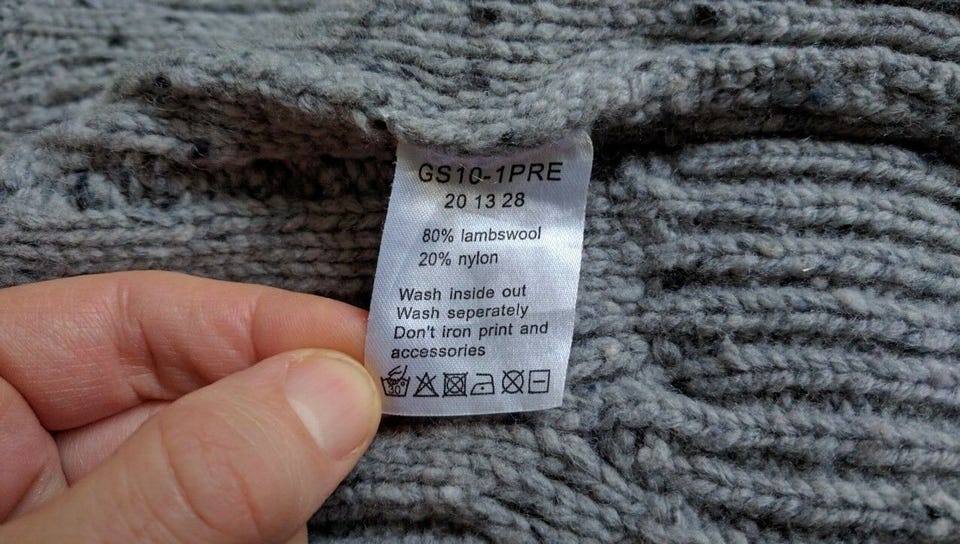 GS10-1PRE
20 13 28
80% lambswool
20% nylon
Wash inside out
Wash seperately
Don't iron print and
accessories
30°